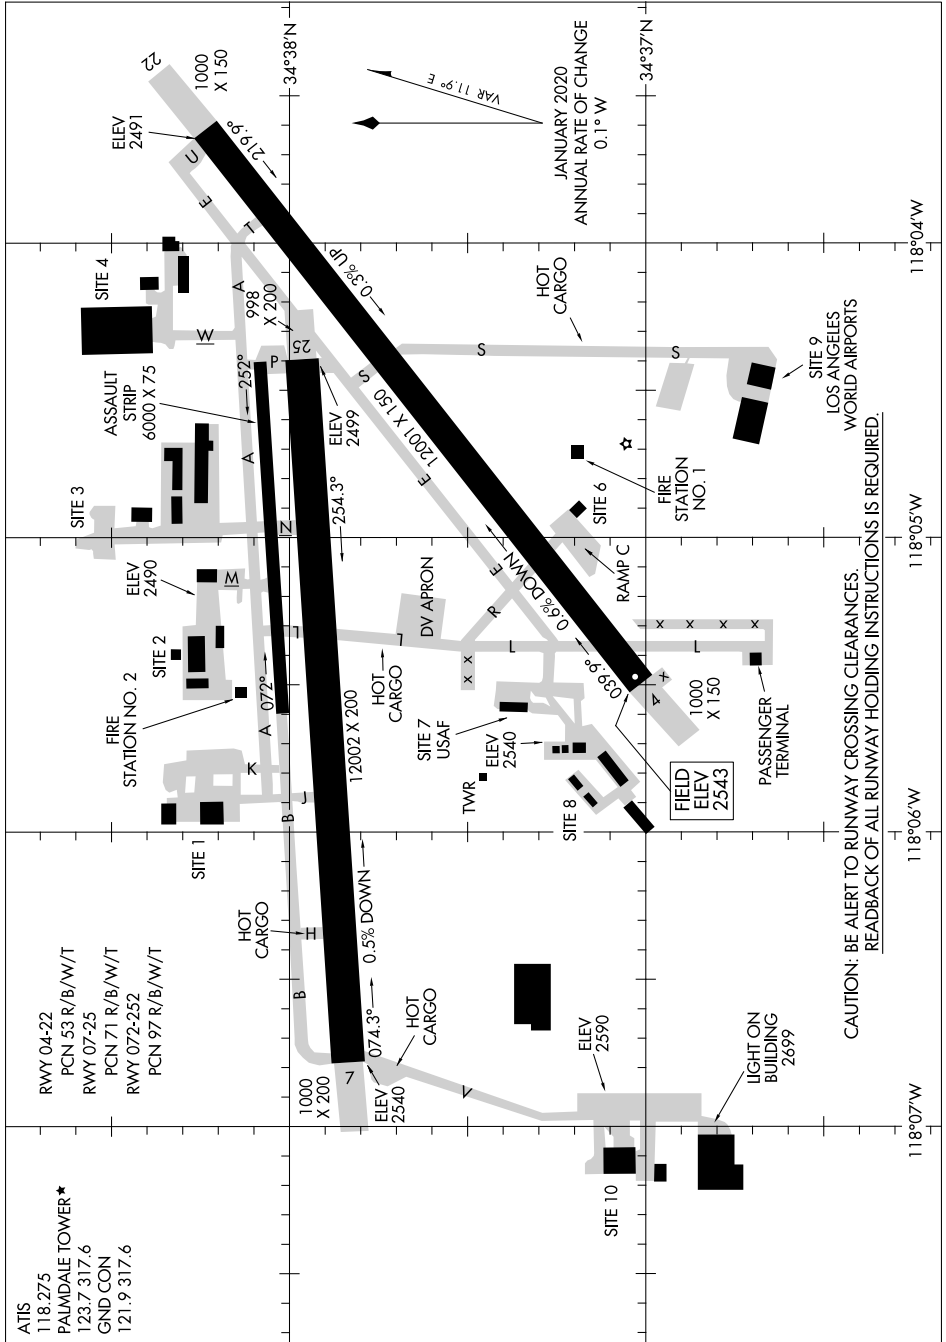 ATIS
118.275
PALMDALE TOWER★
123.7 317.6
GND CON
121.9 317.6
RWY 04-22
PCN 53 R/B/W/T
RWY 07-25
PCN 71 R/B/W/T
RWY 072-252
PCN 97 R/B/W/T
SITE 1
FIRE
STATION NO. 2
SITE 2
ELEV
2490
SITE 3
ASSAULT
STRIP
6000 X 75
SITE 4
ELEV
2491
22
1000
X 150
219.9°
U
E
T
A
W
998
X 200
34°38'N
VAR 11.9° E
JANUARY 2020
ANNUAL RATE OF CHANGE
0.1° W
34°37'N
252°
P
25
ELEV
2499
A
N
M
072°
A
K
J
B
L
254.3°
12002 X 200
HOT
CARGO
H
B
0.5% DOWN
074.3°
7
1000
X 200
ELEV
2540
HOT
CARGO
V
0.3% UP
HOT
CARGO
S
S
S
12001 X 150
E
E
R
0.6% DOWN
039.9°
4
X
1000
X 150
DV APRON
L
HOT
CARGO
X X
L
L
X X X X
SITE 7
USAF
ELEV
2540
TWR
SITE 8
FIELD
ELEV
2543
PASSENGER
TERMINAL
RAMP C
SITE 6
FIRE
STATION
NO. 1
SITE 9
LOS ANGELES
WORLD AIRPORTS
ELEV
2590
LIGHT ON
BUILDING
2699
SITE 10
CAUTION: BE ALERT TO RUNWAY CROSSING CLEARANCES.
READBACK OF ALL RUNWAY HOLDING INSTRUCTIONS IS REQUIRED.
118°07'W
118°06'W
118°05'W
118°04'W